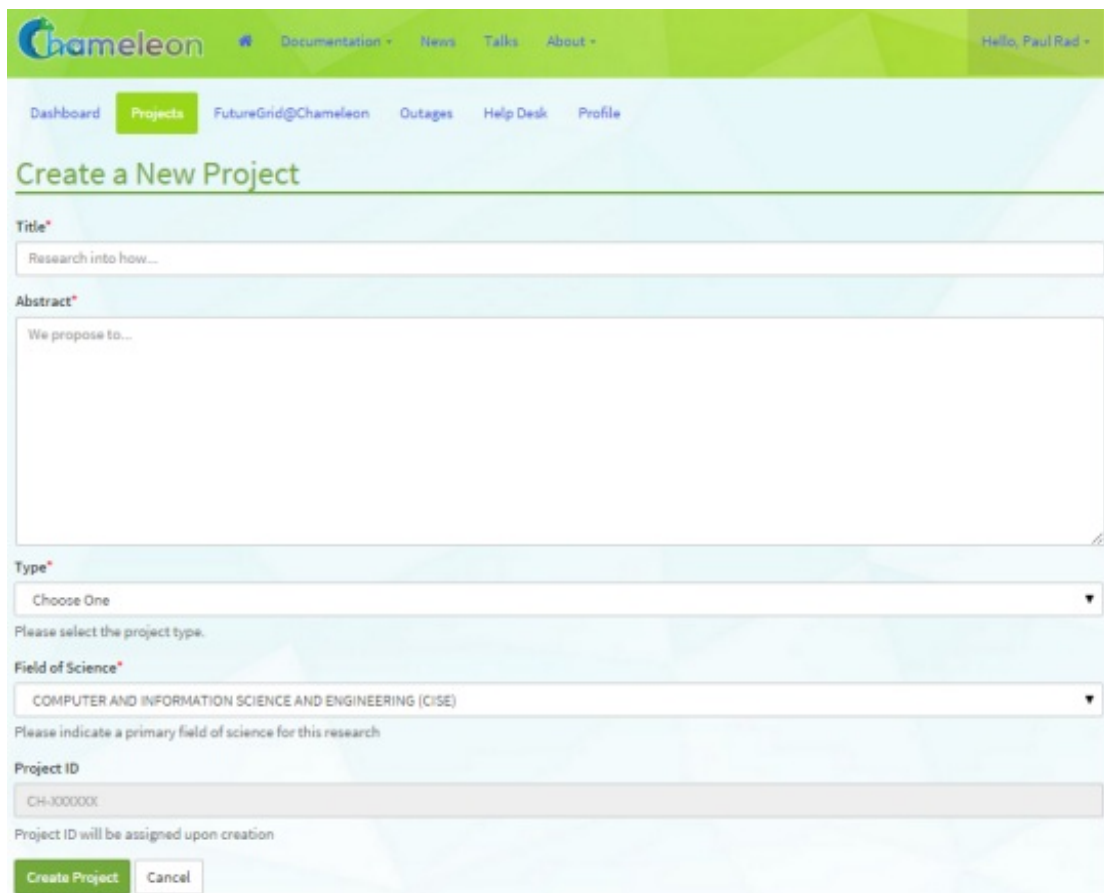 Chameleon Documentation News Talks About Hello, Paul Rad
Dashboard Projects FutureGrid@Chameleon Outages Help Desk Profile
Create a New Project
Title*
Research into how...
Abstract*
We propose to...
Type*
Choose One
Please select the project type.
Field of Science*
COMPUTER AND INFORMATION SCIENCE AND ENGINEERING (CISE)
Please indicate a primary field of science for this research
Project ID
CH-XXXXXX
Project ID will be assigned upon creation
Create Project Cancel